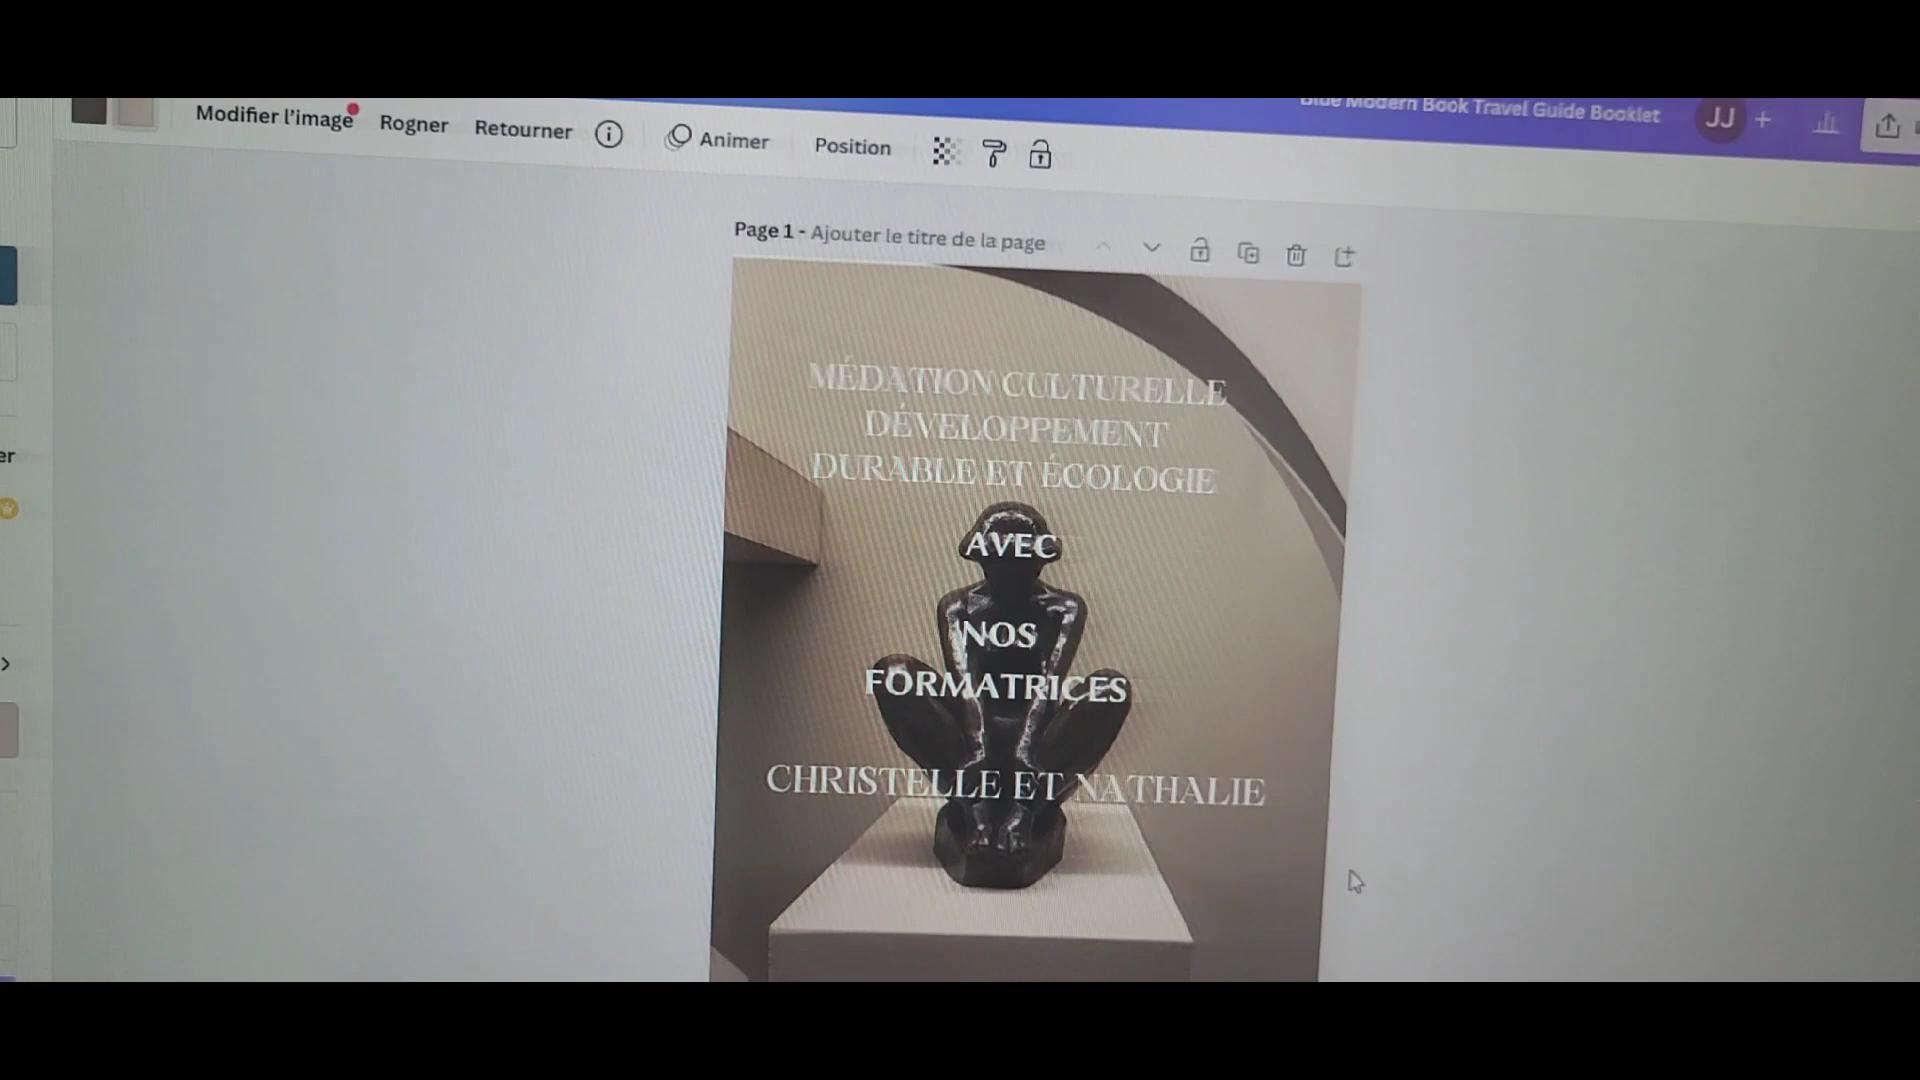 Blue Modern Book Travel Guide Booklet
JJ
Modifier l'image
Rogner
Retourner
Animer
Position
Page 1 - Ajouter le titre de la page
MÉDATION CULTURELLE
DÉVELOPPEMENT
DURABLE ET ÉCOLOGIE
AVEC
NOS
FORMATRICES
CHRISTELLE ET NATHALIE
er